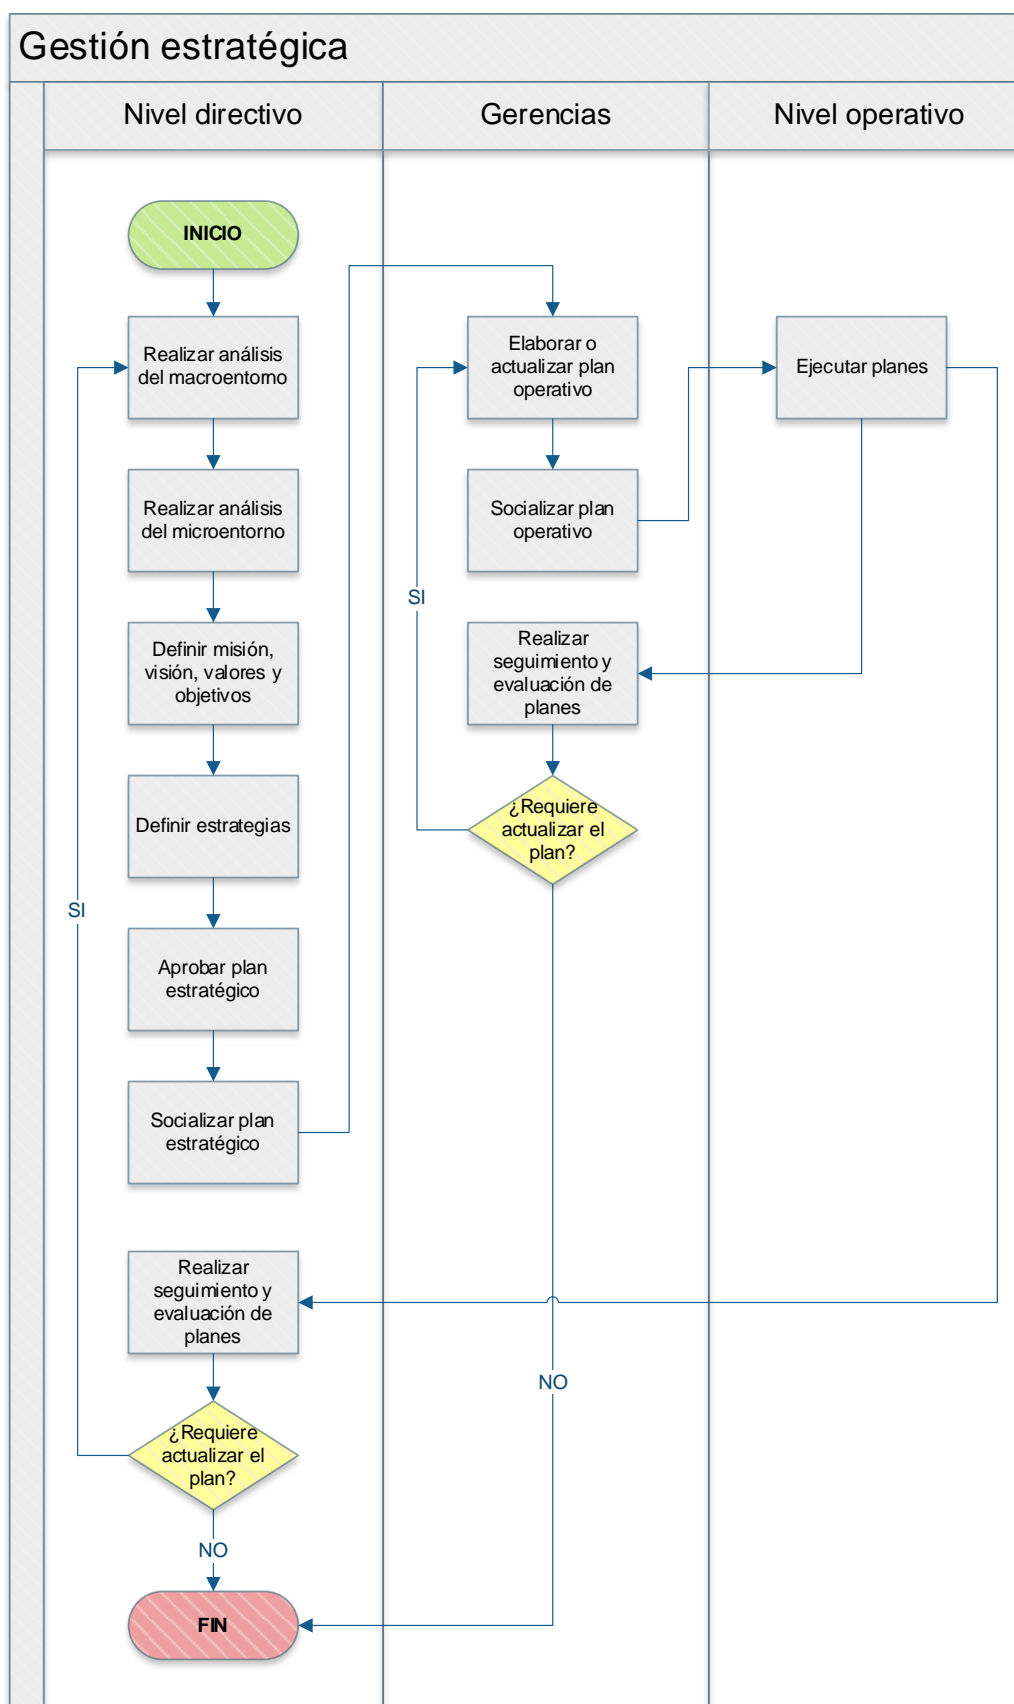 Gestión estratégica
Nivel directivo
Gerencias
Nivel operativo
INICIO
Realizar análisis
del macroentorno
Realizar análisis
del microentorno
Definir misión,
visión, valores y
objetivos
Definir estrategias
SI
Aprobar plan
estratégico
Socializar plan
estratégico
Realizar
seguimiento y
evaluación de
planes
¿Requiere
actualizar el
plan?
NO
FIN
Elaborar o
actualizar plan
operativo
Socializar plan
operativo
SI
Realizar
seguimiento y
evaluación de
planes
¿Requiere
actualizar el
plan?
NO
Ejecutar planes